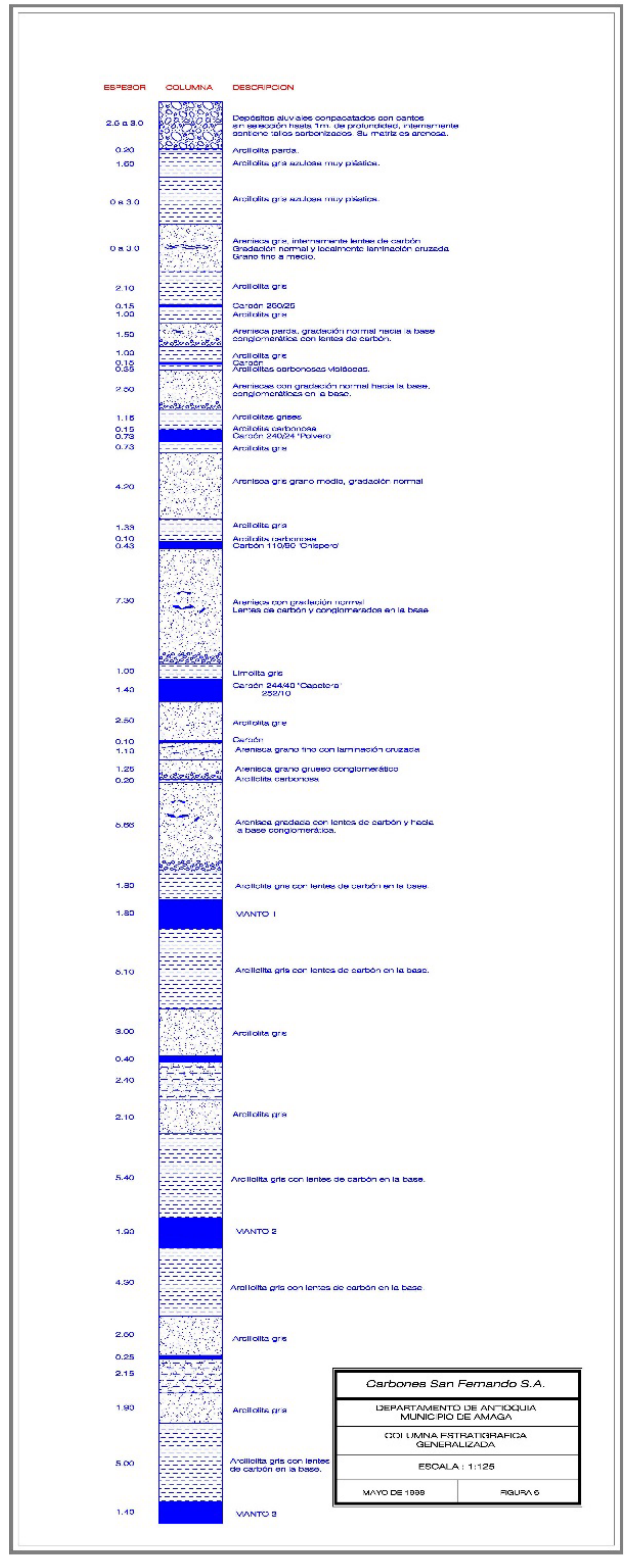 ESPESOR COLUMNA DESCRIPCION
2.5 a 3.0 Depósitos aluviales conpacatados con cantos
sin selección hasta 1m. de profundidad, internamente
contiene tallos carbonizados. Su matriz es arenosa.
0.20 Arcillolita parda.
1.60 Arcillolita gris azulosa muy plástica.
0 a 3.0 Arcillolita gris azulosa muy plástica.
0 a 3.0 Arenisca gris, internamente lentes de carbón
Gradación normal y localmente laminación cruzada
Grano fino a medio.
2.10 Arcillolita gris
0.15 Carbón 260/25
1.00 Arcillolita gris
1.50 Arenisca parda, gradación normal hacia la base
conglomerática con lentes de carbón.
1.00 Arcillolita gris
0.15 Carbón
0.35 Arcillolitas carbonosas violáceas.
2.50 Areniscas con gradación normal hacia la base,
conglomeráticas en la base.
1.15 Arcillolitas grises
0.15 Arcillolita carbonosa
0.73 Carbón 240/24 "Polvero
0.73 Arcillolita gris
4.20 Arenisca gris grano medio, gradación normal
1.33 Arcillolita gris
0.10 Arcillolita carbonosa
0.43 Carbón 110/90 "Chispero"
7.30 Arenisca con gradación normal
Lentes de carbón y conglomerados en la base
1.00 Limolita gris
1.40 Carbón 244/40 "Capotera"
252/10
2.50 Arcillolita gris
0.10 Carbón
1.10 Arenisca grano fino con laminación cruzada
1.25 Arenisca grano grueso conglomerático
0.20 Arcillolita carbonosa
5.66 Arenisca gradada con lentes de carbón y hacia
a base conglomerática.
1.80 Arcillolita gris con lentes de carbón en la base.
1.80 MANTO 1
5.10 Arcillolita gris con lentes de carbón en la base.
3.00 Arcillolita gris
0.40
2.40
2.10 Arcillolita gris
5.40 Arcillolita gris con lentes de carbón en la base.
1.90 MANTO 2
4.30 Arcillolita gris con lentes de carbón en la base
2.60 Arcillolita gris
0.25
2.15
1.90 Arcillolita gris
5.00 Arcillolita gris con lentes
de carbón en la base.
1.40 MANTO 3
Carbones San Fernando S.A.
DEPARTAMENTO DE ANTIOQUIA
MUNICIPIO DE AMAGA
COLUMNA ESTRATIGRAFICA
GENERALIZADA
ESCALA : 1:125
MAYO DE 1998 FIGURA 6